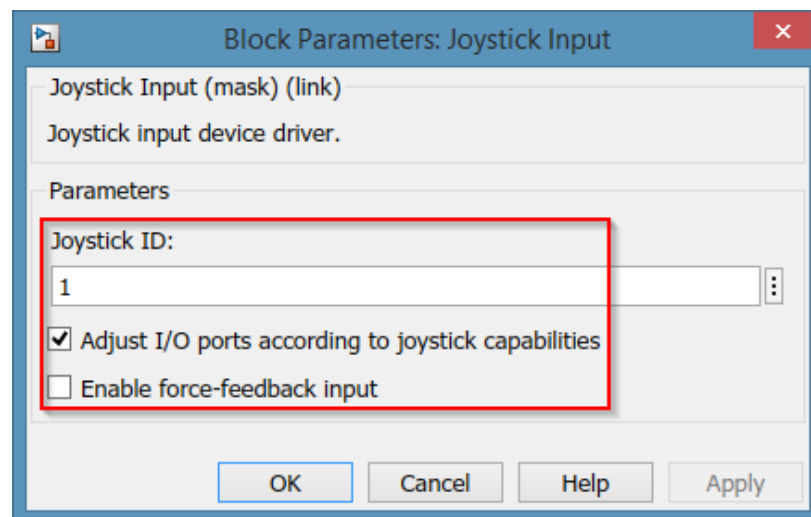 Block Parameters: Joystick Input
Joystick Input (mask) (link)
Joystick input device driver.
Parameters
Joystick ID:
1
Adjust I/O ports according to joystick capabilities
Enable force-feedback input
OK Cancel Help Apply